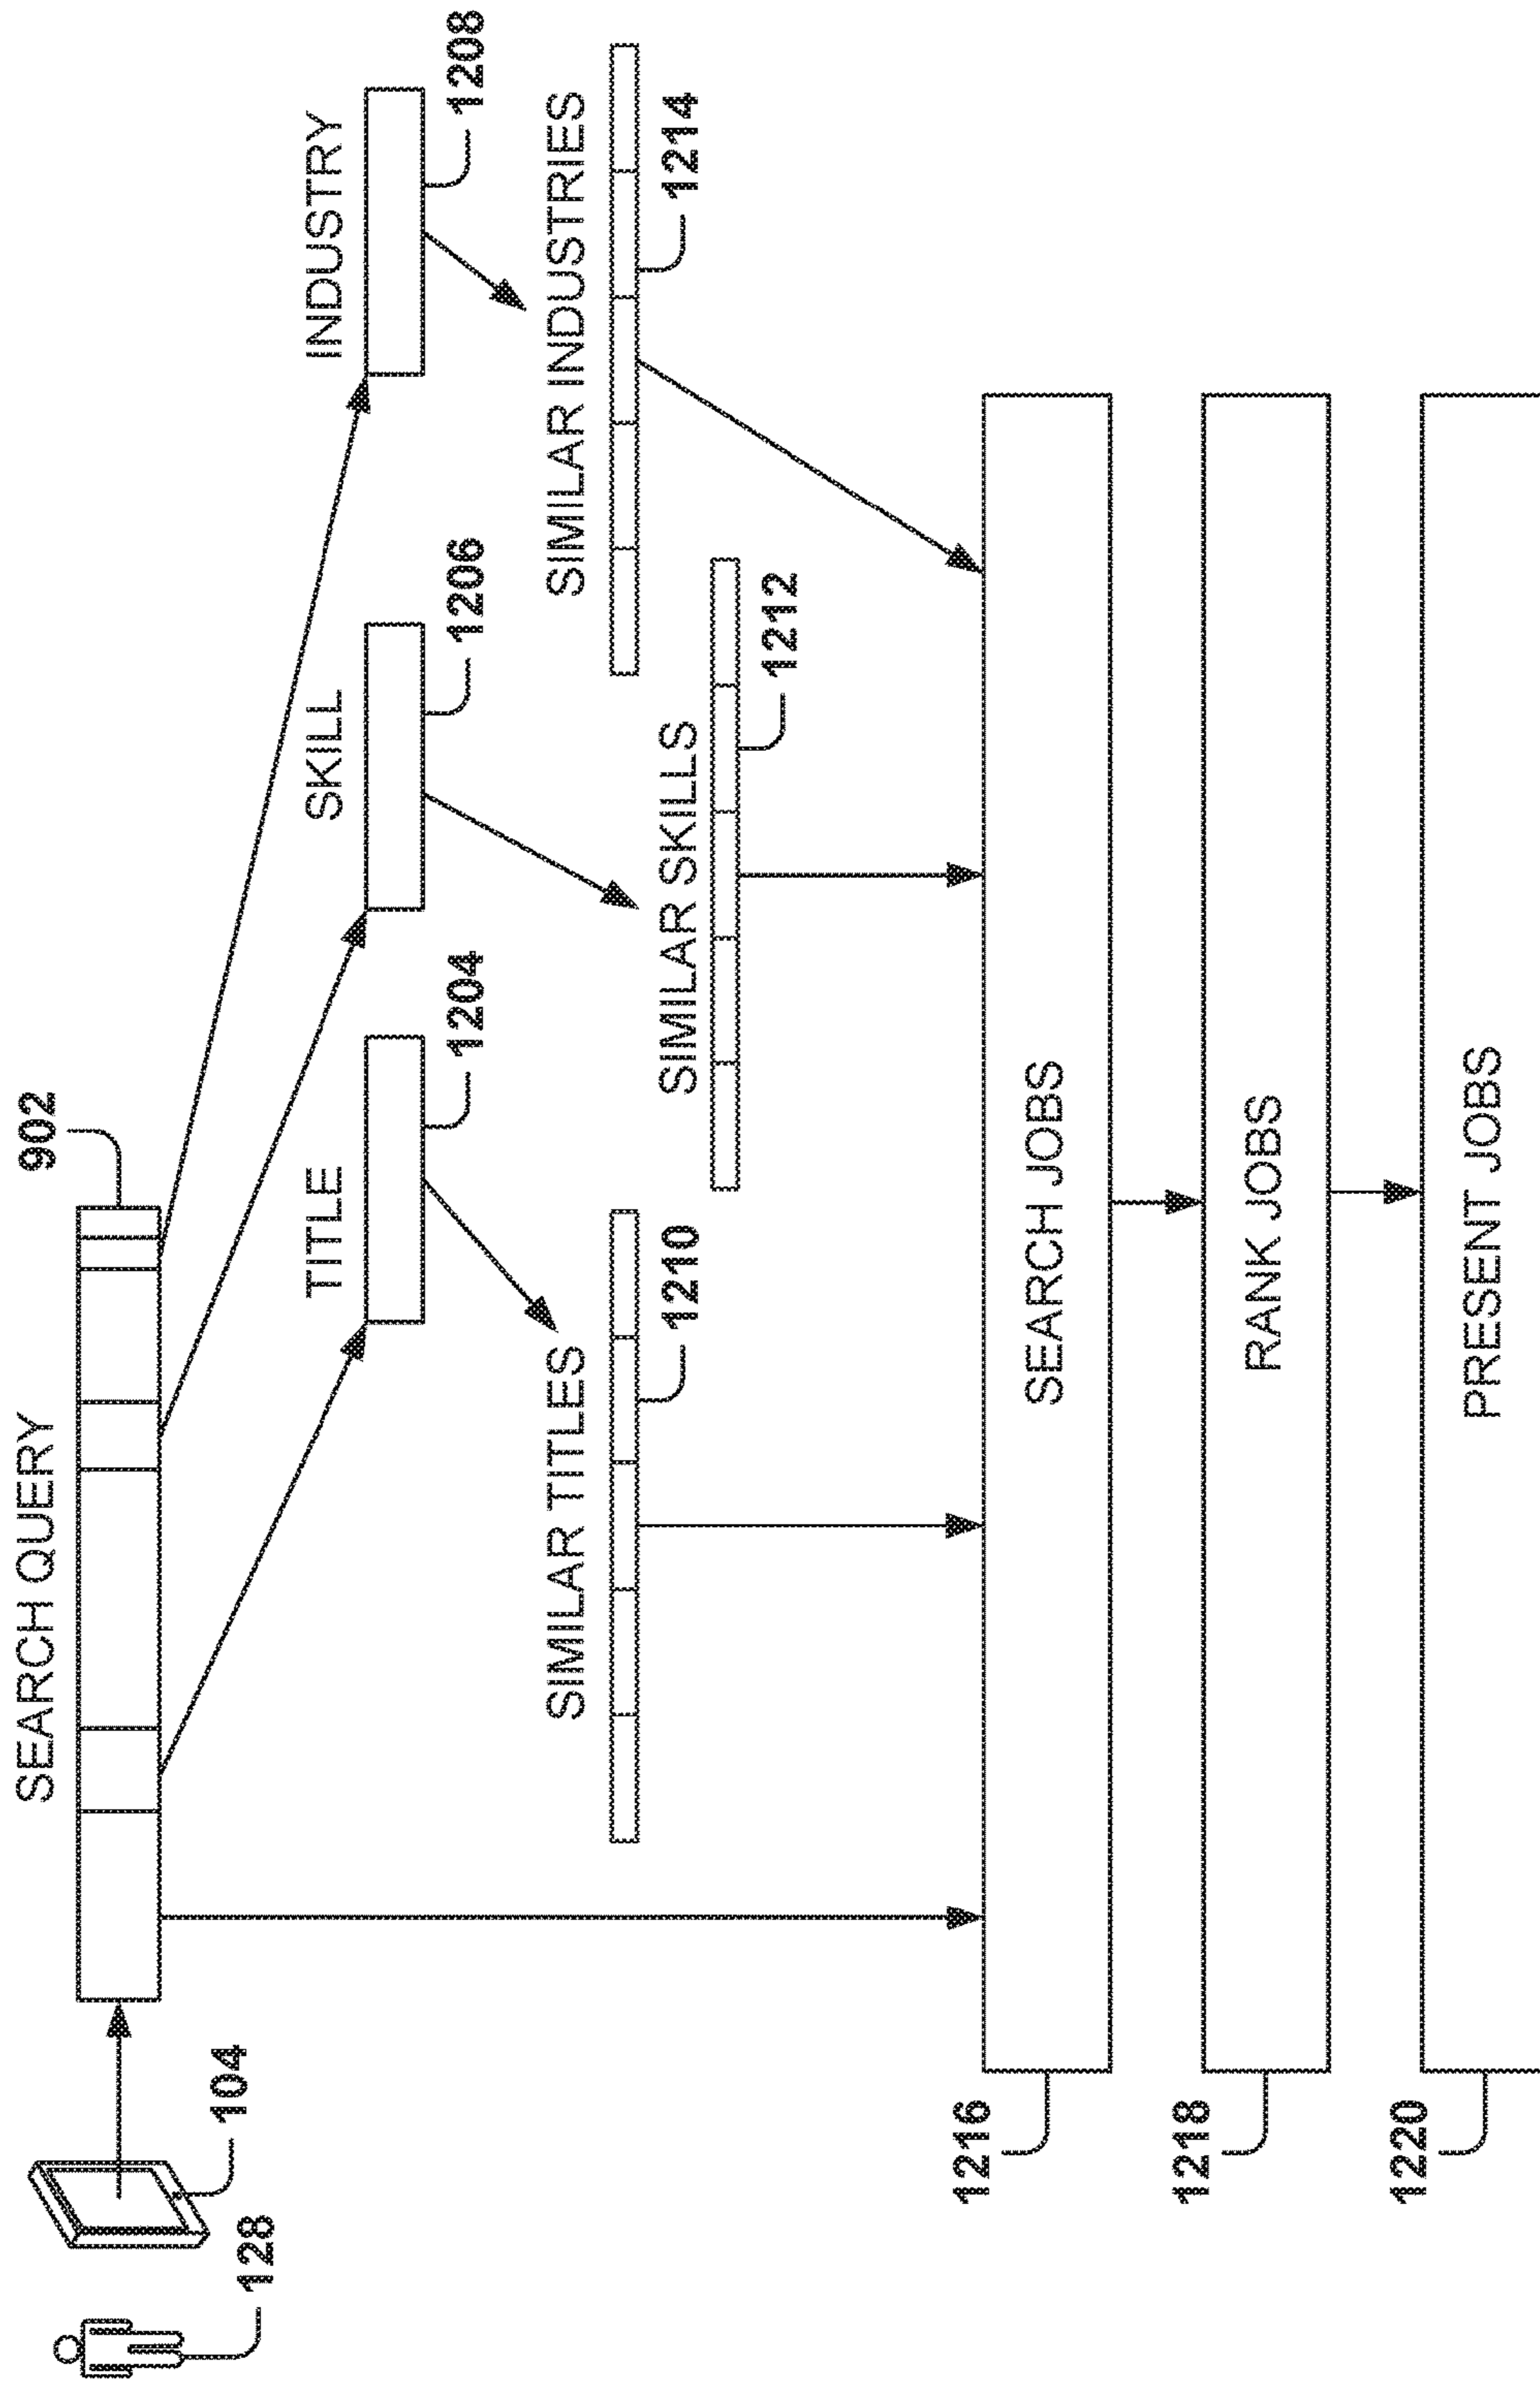 SEARCH QUERY
902
128
104
TITLE
1204
SKILL
1206
INDUSTRY
1208
SIMILAR TITLES
1210
SIMILAR SKILLS
1212
SIMILAR INDUSTRIES
1214
1216
SEARCH JOBS
1218
RANK JOBS
1220
PRESENT JOBS